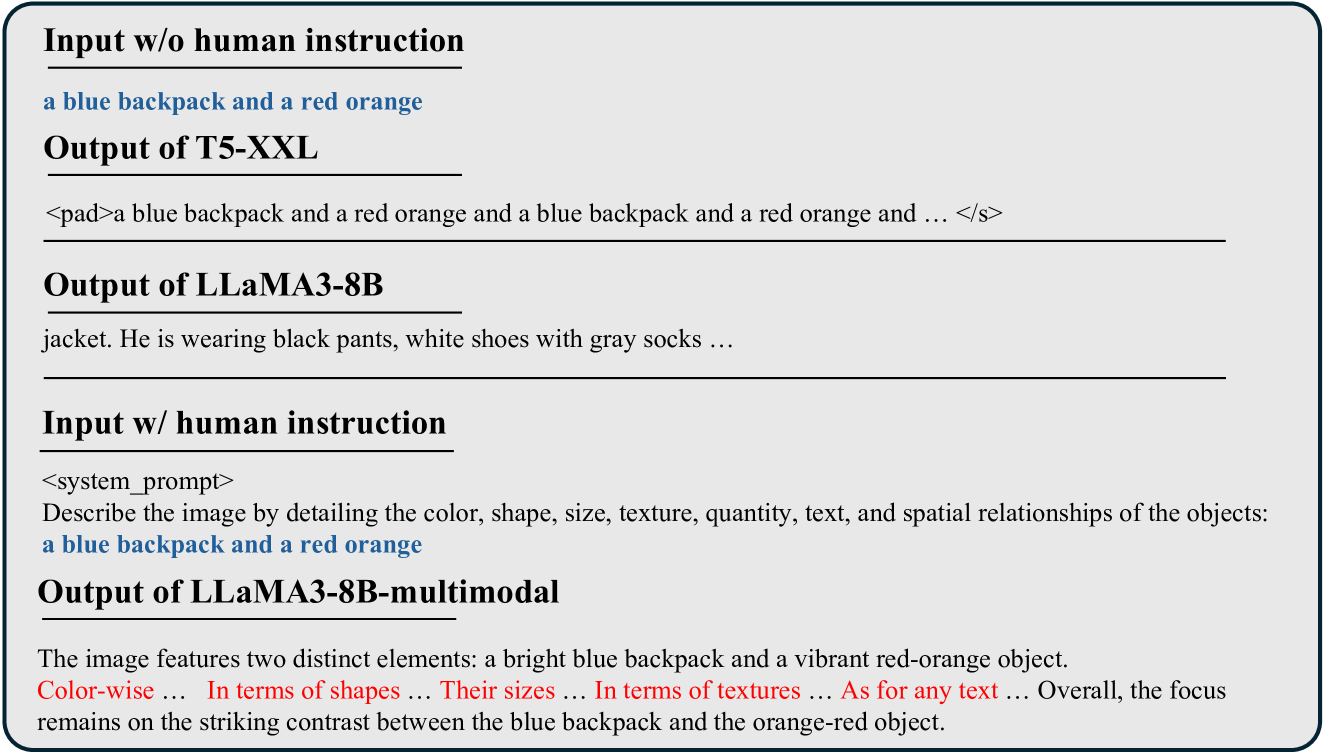 Input w/o human instruction
a blue backpack and a red orange
Output of T5-XXL
<pad>a blue backpack and a red orange and a blue backpack and a red orange and … </s>
Output of LLaMA3-8B
jacket. He is wearing black pants, white shoes with gray socks …
Input w/ human instruction
<system_prompt>
Describe the image by detailing the color, shape, size, texture, quantity, text, and spatial relationships of the objects:
a blue backpack and a red orange
Output of LLaMA3-8B-multimodal
The image features two distinct elements: a bright blue backpack and a vibrant red-orange object.
Color-wise … In terms of shapes … Their sizes … In terms of textures … As for any text … Overall, the focus
remains on the striking contrast between the blue backpack and the orange-red object.